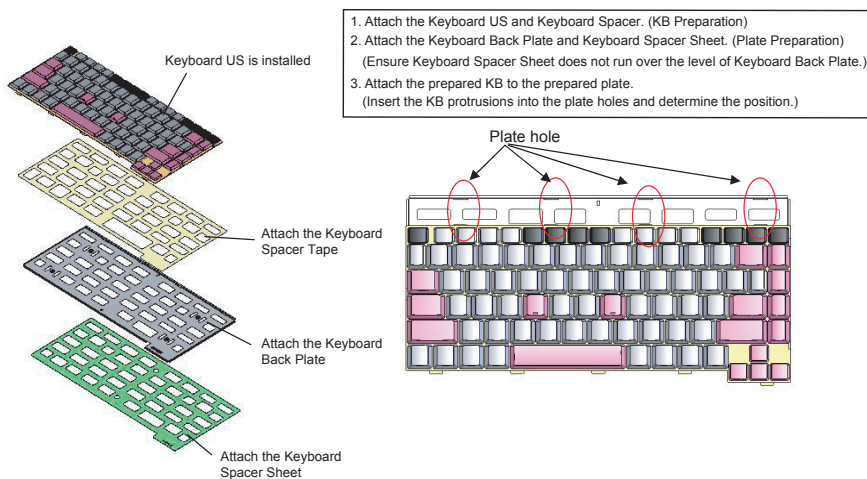 1. Attach the Keyboard US and Keyboard Spacer. (KB Preparation)
2. Attach the Keyboard Back Plate and Keyboard Spacer Sheet. (Plate Preparation)
(Ensure Keyboard Spacer Sheet does not run over the level of Keyboard Back Plate.)
3. Attach the prepared KB to the prepared plate.
(Insert the KB protrusions into the plate holes and determine the position.)
Keyboard US is installed
Plate hole
Attach the Keyboard
Spacer Tape
Attach the Keyboard
Back Plate
Attach the Keyboard
Spacer Sheet